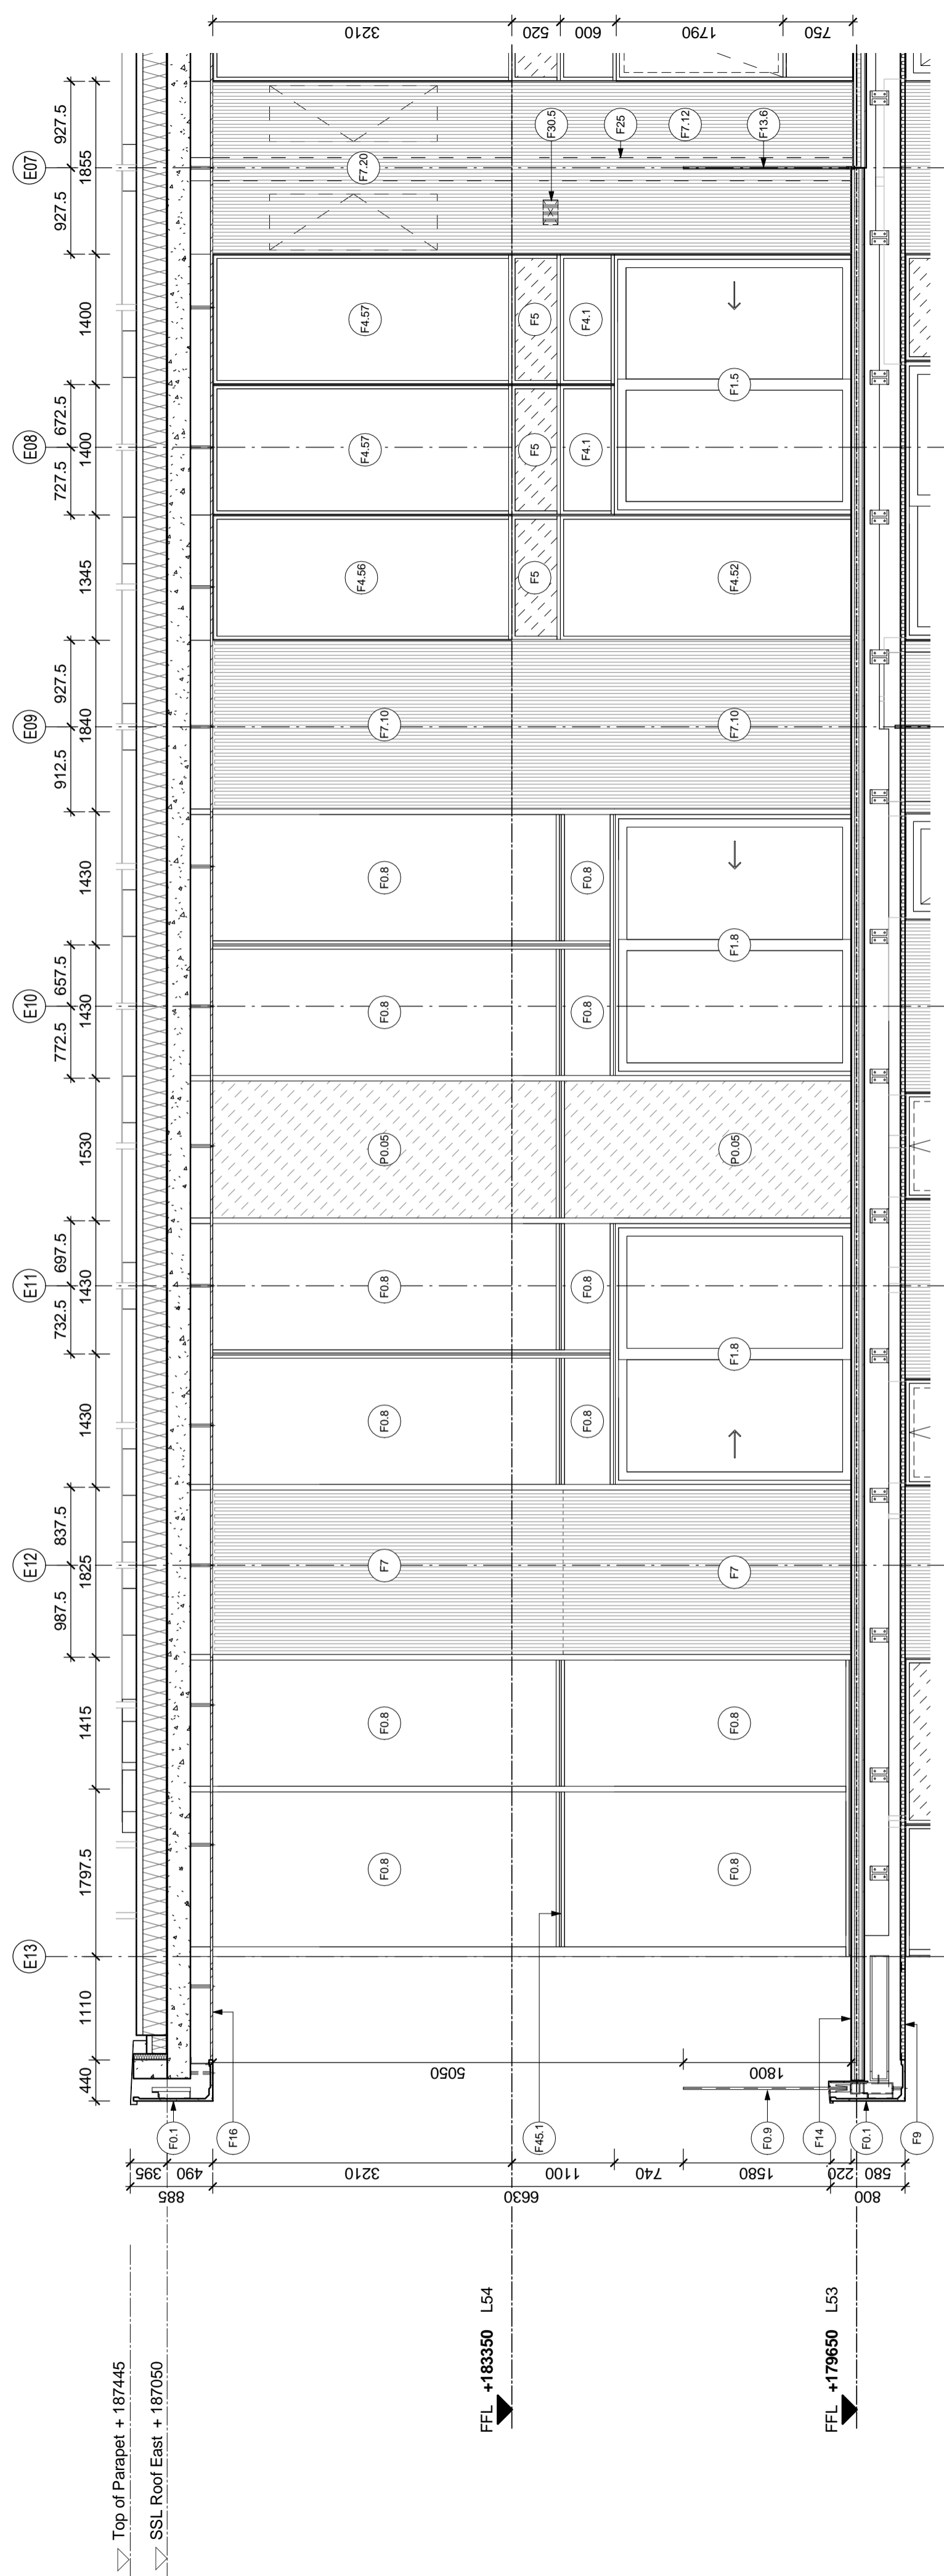 E13
E12
E11
E10
E09
E08
E07
987.5
837.5
732.5
697.5
772.5
657.5
912.5
927.5
727.5
672.5
927.5
927.5
440
1110
1797.5
1415
1825
1430
1430
1530
1430
1430
1840
1345
1400
1400
1855
Top of Parapet + 187445
SSL Roof East + 187050
395
490
885
F0.1
F16
3210
3210
5050
F0.8
F0.8
F7
F0.8
F0.8
P0.05
F0.8
F0.8
F7.10
F4.56
F4.57
F4.57
F7.20
FFL +183350 L54
6630
1100
F45.1
F5
F5
F5
F30.5
520
F0.8
F0.8
F0.8
F0.8
F4.1
F4.1
F25
600
740
F7.12
1790
1580
1800
F0.9
F0.8
F0.8
F7
F1.8
P0.05
F1.8
F7.10
F4.52
F1.5
F13.6
750
FFL +179650 L53
220
F14
F0.1
580
800
F9